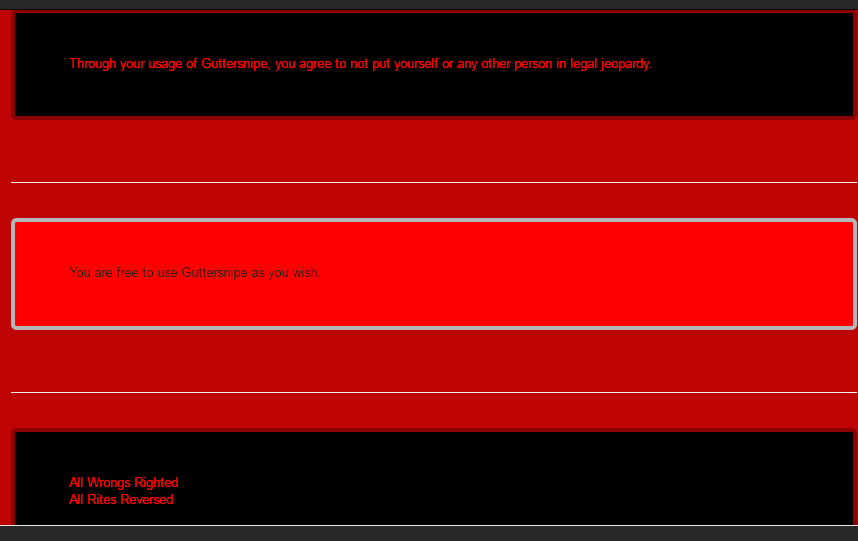 Through your usage of Guttersnipe, you agree to not put yourself or any other person in legal jeopardy.
You are free to use Guttersnipe as you wish.
All Wrongs Righted
All Rites Reversed